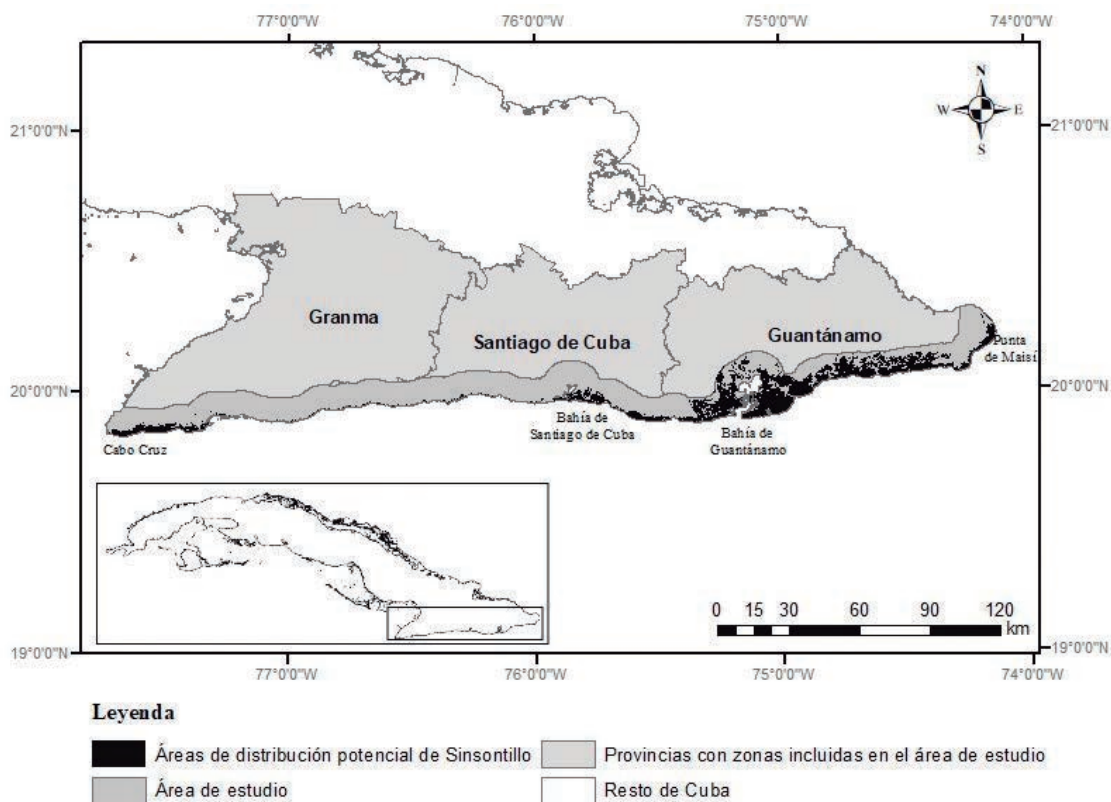 77°0'0"W 76°0'0"W 75°0'0"W 74°0'0"W
N
W E
S
21°0'0"N 21°0'0"N
Granma
Santiago de Cuba
Guantánamo
Punta
de Maisí
20°0'0"N 20°0'0"N
Cabo Cruz
Bahía de
Santiago de Cuba
Bahía de
Guantánamo
0 15 30 60 90 120
km
19°0'0"N 19°0'0"N
77°0'0"W 76°0'0"W 75°0'0"W 74°0'0"W
Leyenda
Áreas de distribución potencial de Sinsontillo
Provincias con zonas incluidas en el área de estudio
Área de estudio
Resto de Cuba